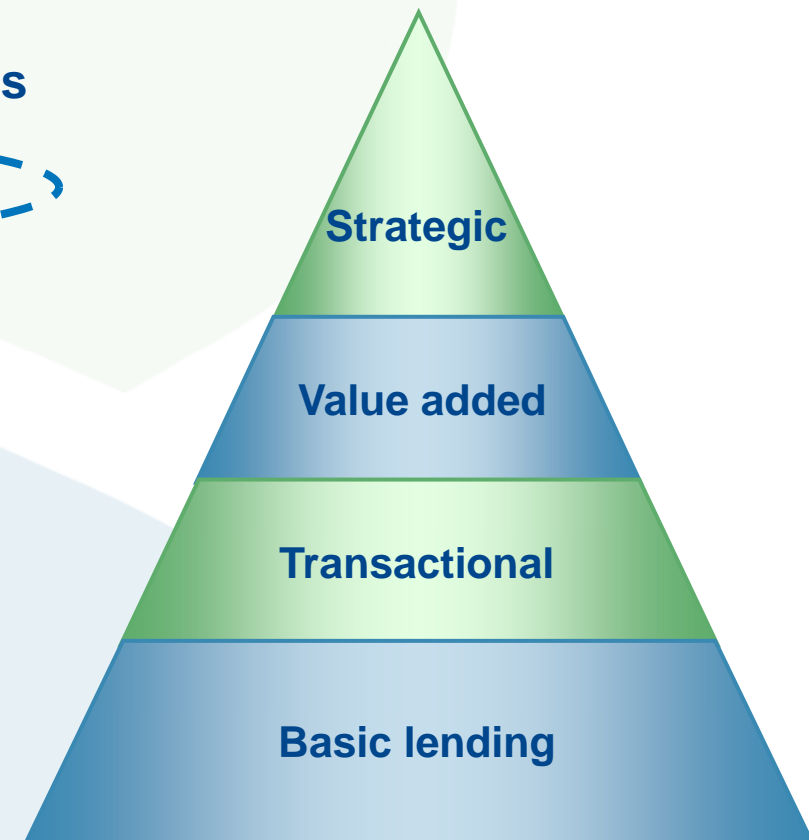 s
Strategic
Value added
Transactional
Basic lending